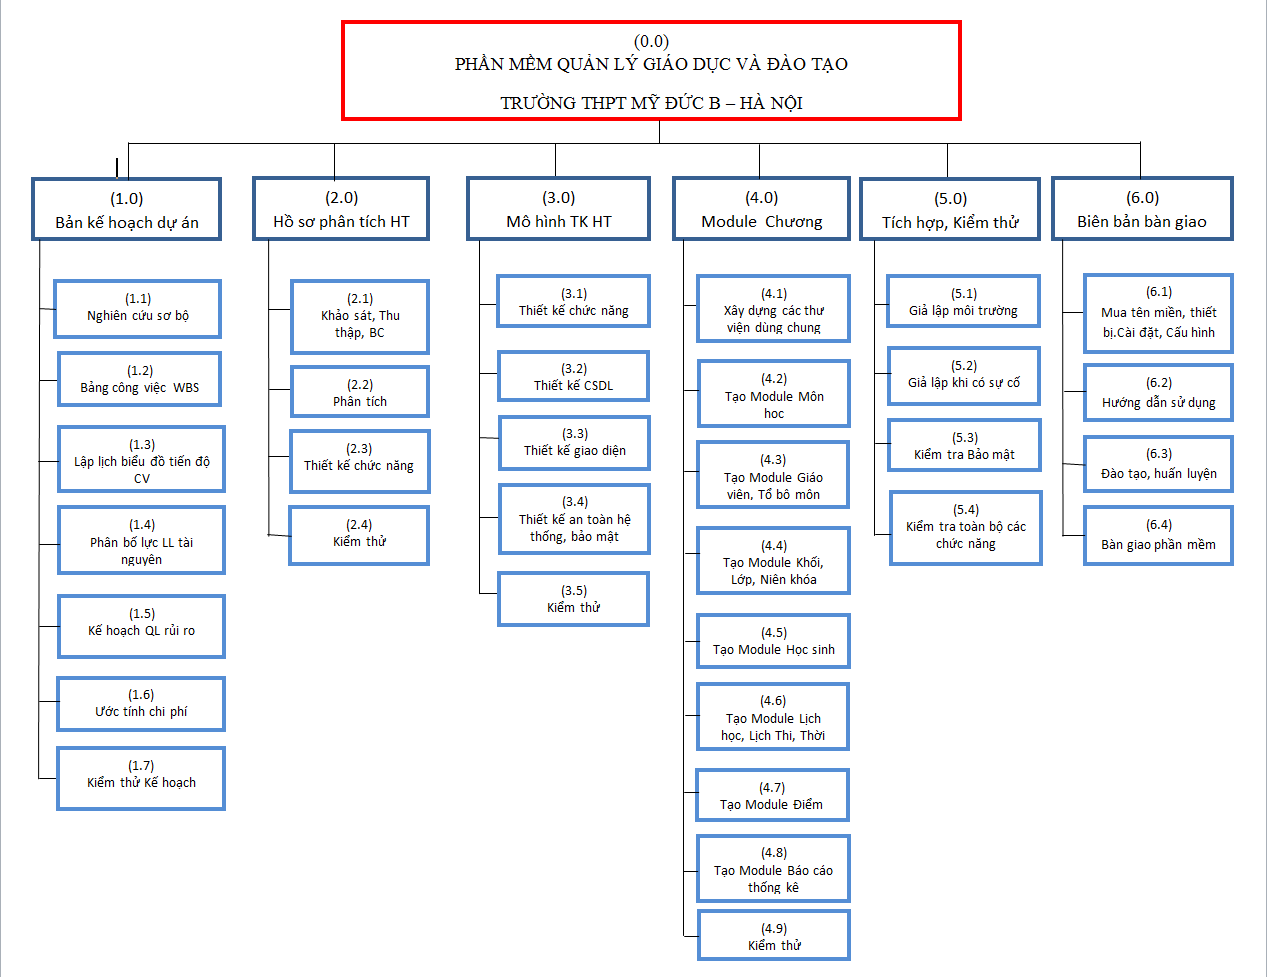 (0.0)
PHẦN MỀM QUẢN LÝ GIÁO DỤC VÀ ĐÀO TẠO
TRƯỜNG THPT MỸ ĐỨC B – HÀ NỘI
(1.0)
Bản kế hoạch dự án
(1.1)
Nghiên cứu sơ bộ
(1.2)
Bảng công việc WBS
(1.3)
Lập lịch biểu đồ tiến độ
CV
(1.4)
Phân bố lực LL tài
nguyên
(1.5)
Kế hoạch QL rủi ro
(1.6)
Ước tính chi phí
(1.7)
Kiểm thử Kế hoạch
(2.0)
Hồ sơ phân tích HT
(2.1)
Khảo sát, Thu
thập, BC
(2.2)
Phân tích
(2.3)
Thiết kế chức năng
(2.4)
Kiểm thử
(3.0)
Mô hình TK HT
(3.1)
Thiết kế chức năng
(3.2)
Thiết kế CSDL
(3.3)
Thiết kế giao diện
(3.4)
Thiết kế an toàn hệ
thống, bảo mật
(3.5)
Kiểm thử
(4.0)
Module Chương
(4.1)
Xây dựng các thư
viện dùng chung
(4.2)
Tạo Module Môn
học
(4.3)
Tạo Module Giáo
viên, Tổ bộ môn
(4.4)
Tạo Module Khối,
Lớp, Niên khóa
(4.5)
Tạo Module Học sinh
(4.6)
Tạo Module Lịch
học, Lịch Thi, Thời
(4.7)
Tạo Module Điểm
(4.8)
Tạo Module Báo cáo
thống kê
(4.9)
Kiểm thử
(5.0)
Tích hợp, Kiểm thử
(5.1)
Giả lập môi trường
(5.2)
Giả lập khi có sự cố
(5.3)
Kiểm tra Bảo mật
(5.4)
Kiểm tra toàn bộ các
chức năng
(6.0)
Biên bản bàn giao
(6.1)
Mua tên miền, thiết
bị.Cài đặt, Cấu hình
(6.2)
Hướng dẫn sử dụng
(6.3)
Đào tạo, huấn luyện
(6.4)
Bàn giao phần mềm